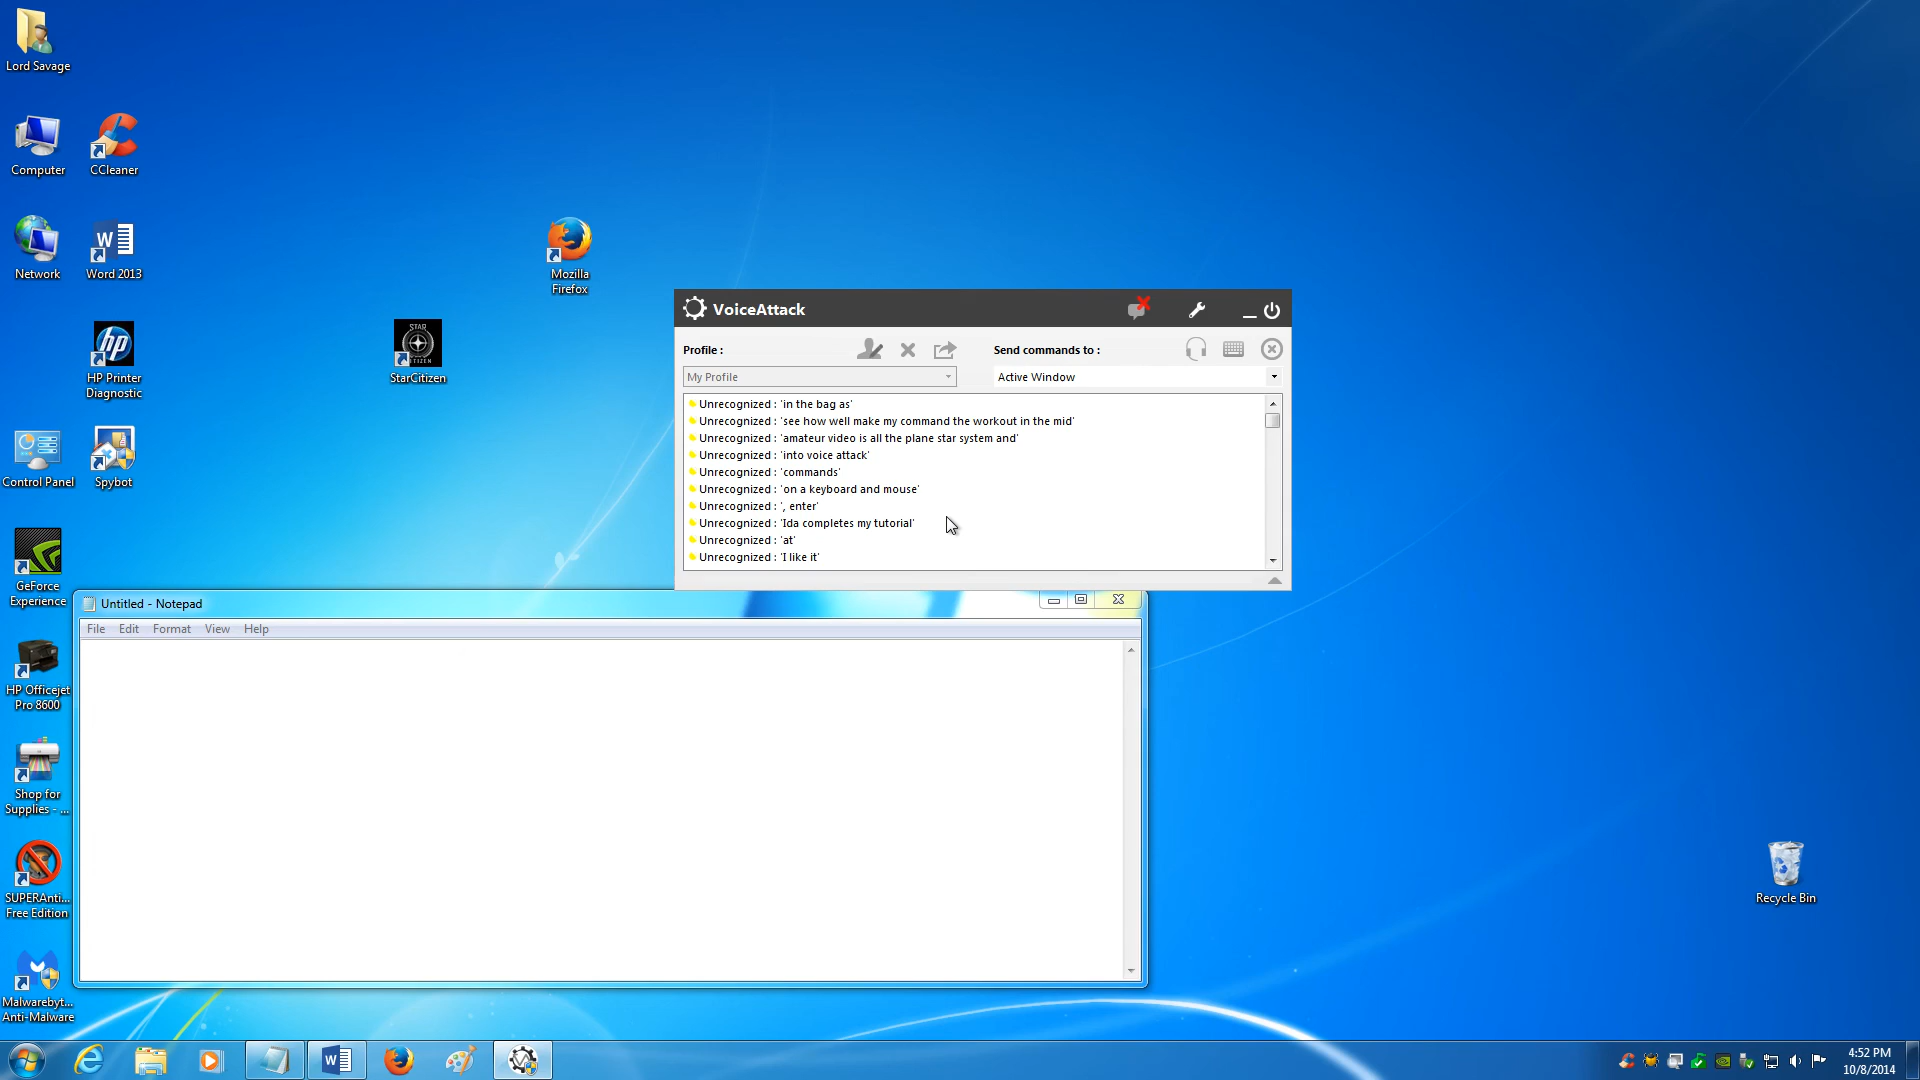 Lord Savage
Computer
CCleaner
Network
Word 2013
Mozilla
Firefox
HP Printer
Diagnostic
STAR
CITIZEN
StarCitizen
Control Panel
Spybot
GeForce
Experience
HP Officejet
Pro 8600
Shop for
Supplies - ...
SUPERAnti...
Free Edition
Malwarebyt...
Anti-Malware
Recycle Bin
VoiceAttack
Profile :
Send commands to :
My Profile
Active Window
Unrecognized : 'in the bag as'
Unrecognized : 'see how well make my command the workout in the mid'
Unrecognized : 'amateur video is all the plane star system and'
Unrecognized : 'into voice attack'
Unrecognized : 'commands'
Unrecognized : 'on a keyboard and mouse'
Unrecognized : ', enter'
Unrecognized : 'Ida completes my tutorial'
Unrecognized : 'at'
Unrecognized : 'I like it'
Untitled - Notepad
File Edit Format View Help
4:52 PM
10/8/2014